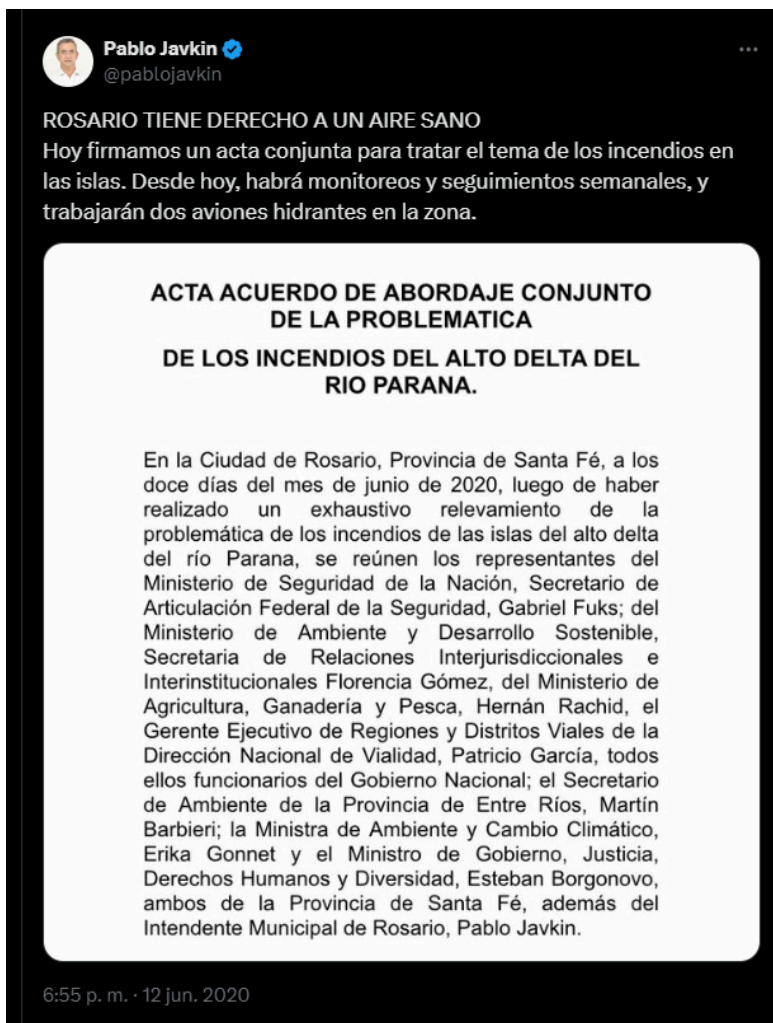 Pablo Javkin
@pablojavkin
ROSARIO TIENE DERECHO A UN AIRE SANO
Hoy firmamos un acta conjunta para tratar el tema de los incendios en
las islas. Desde hoy, habrá monitoreos y seguimientos semanales, y
trabajarán dos aviones hidrantes en la zona.
ACTA ACUERDO DE ABORDAJE CONJUNTO
DE LA PROBLEMATICA
DE LOS INCENDIOS DEL ALTO DELTA DEL
RIO PARANA.
En la Ciudad de Rosario, Provincia de Santa Fé, a los
doce días del mes de junio de 2020, luego de haber
realizado un exhaustivo relevamiento de la
problemática de los incendios de las islas del alto delta
del río Parana, se reúnen los representantes del
Ministerio de Seguridad de la Nación, Secretario de
Articulación Federal de la Seguridad, Gabriel Fuks; del
Ministerio de Ambiente y Desarrollo Sostenible,
Secretaria de Relaciones Interjurisdiccionales e
Interinstitucionales Florencia Gómez, del Ministerio de
Agricultura, Ganadería y Pesca, Hernán Rachid, el
Gerente Ejecutivo de Regiones y Distritos Viales de la
Dirección Nacional de Vialidad, Patricio García, todos
ellos funcionarios del Gobierno Nacional; el Secretario
de Ambiente de la Provincia de Entre Ríos, Martín
Barbieri; la Ministra de Ambiente y Cambio Climático,
Erika Gonnet y el Ministro de Gobierno, Justicia,
Derechos Humanos y Diversidad, Esteban Borgonovo,
ambos de la Provincia de Santa Fé, además del
Intendente Municipal de Rosario, Pablo Javkin.
6:55 p. m. · 12 jun. 2020